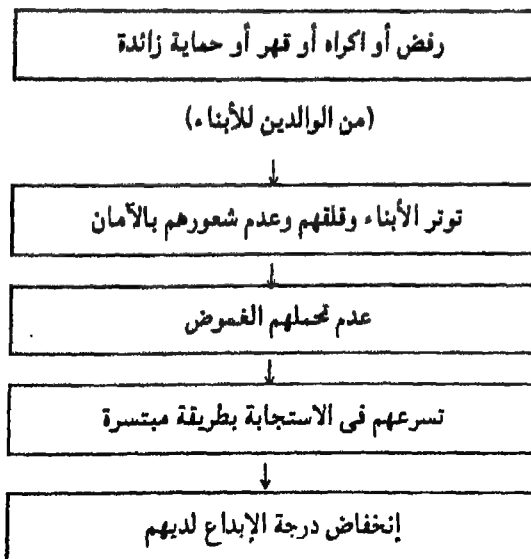 رفض أو اكراه أو قهر أو حماية زائدة
(من الوالدين للأبناء)
توتر الأبناء وقلقهم وعدم شعورهم بالآمان
عدم تحملهم الغموض
تسرعهم فى الاستجابة بطريقة مبتسرة
إنخفاض درجة الإبداع لديهم